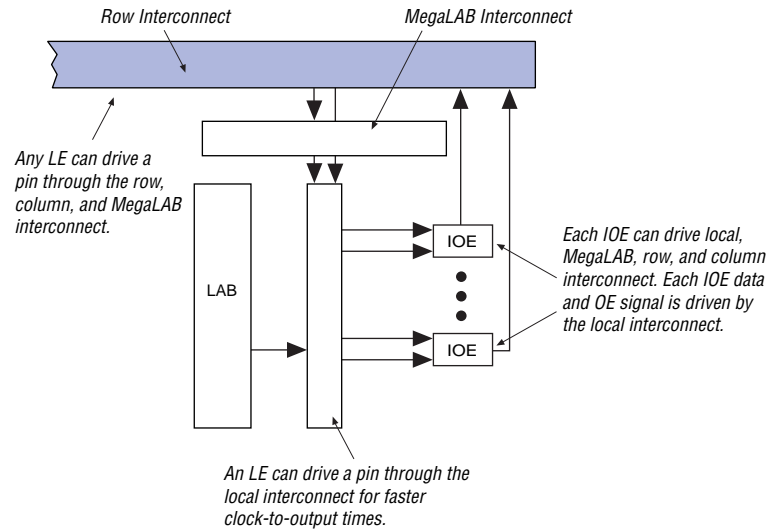 Row Interconnect
MegaLAB Interconnect
Any LE can drive a
pin through the row,
column, and MegaLAB
interconnect.
LAB
IOE
IOE
Each IOE can drive local,
MegaLAB, row, and column
interconnect. Each IOE data
and OE signal is driven by
the local interconnect.
An LE can drive a pin through the
local interconnect for faster
clock-to-output times.